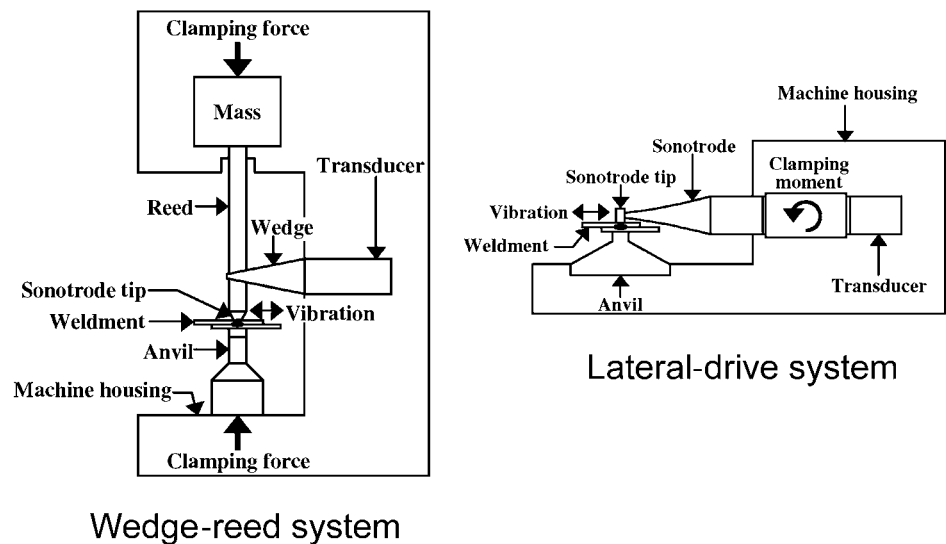 Clamping force
Mass
Transducer
Reed
Wedge
Sonotrode tip
Vibration
Weldment
Anvil
Machine housing
Clamping force
Wedge-reed system
Machine housing
Sonotrode
Clamping
moment
Sonotrode tip
Vibration
Weldment
Transducer
Anvil
Lateral-drive system